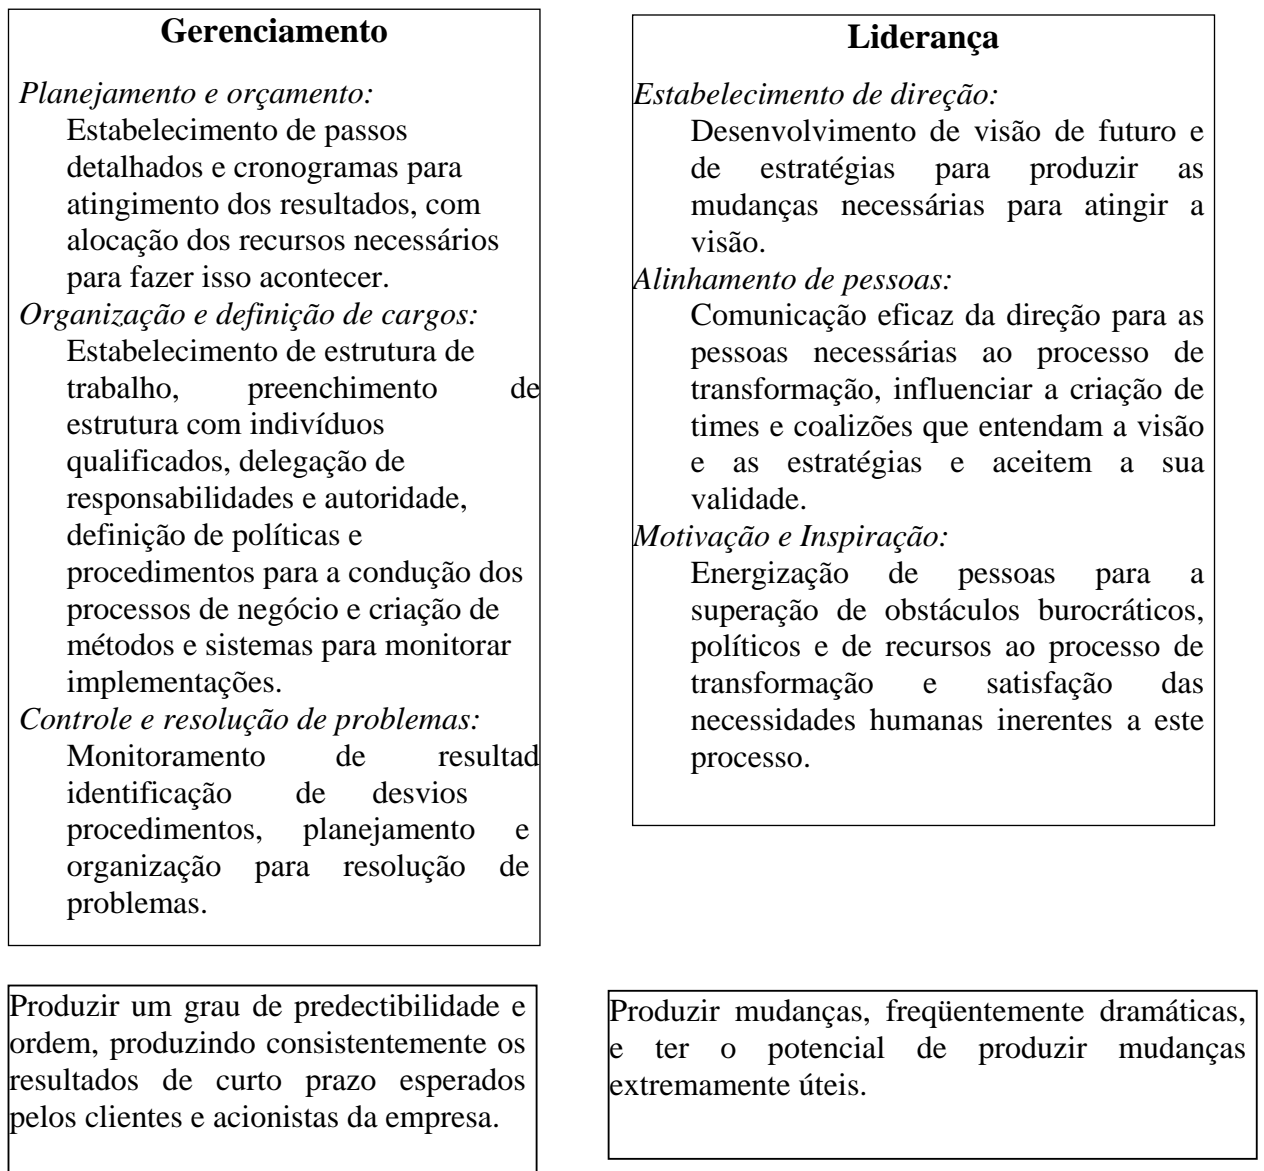 Gerenciamento
Planejamento e orçamento:
Estabelecimento de passos
detalhados e cronogramas para
atingimento dos resultados, com
alocação dos recursos necessários
para fazer isso acontecer.
Organização e definição de cargos:
Estabelecimento de estrutura de
trabalho, preenchimento de
estrutura com indivíduos
qualificados, delegação de
responsabilidades e autoridade,
definição de políticas e
procedimentos para a condução dos
processos de negócio e criação de
métodos e sistemas para monitorar
implementações.
Controle e resolução de problemas:
Monitoramento de resultad
identificação de desvios
procedimentos, planejamento e
organização para resolução de
problemas.
Liderança
Estabelecimento de direção:
Desenvolvimento de visão de futuro e
de estratégias para produzir as
mudanças necessárias para atingir a
visão.
Alinhamento de pessoas:
Comunicação eficaz da direção para as
pessoas necessárias ao processo de
transformação, influenciar a criação de
times e coalizões que entendam a visão
e as estratégias e aceitem a sua
validade.
Motivação e Inspiração:
Energização de pessoas para a
superação de obstáculos burocráticos,
políticos e de recursos ao processo de
transformação e satisfação das
necessidades humanas inerentes a este
processo.
Produzir um grau de predectibilidade e
ordem, produzindo consistentemente os
resultados de curto prazo esperados
pelos clientes e acionistas da empresa.
Produzir mudanças, freqüentemente dramáticas,
e ter o potencial de produzir mudanças
extremamente úteis.